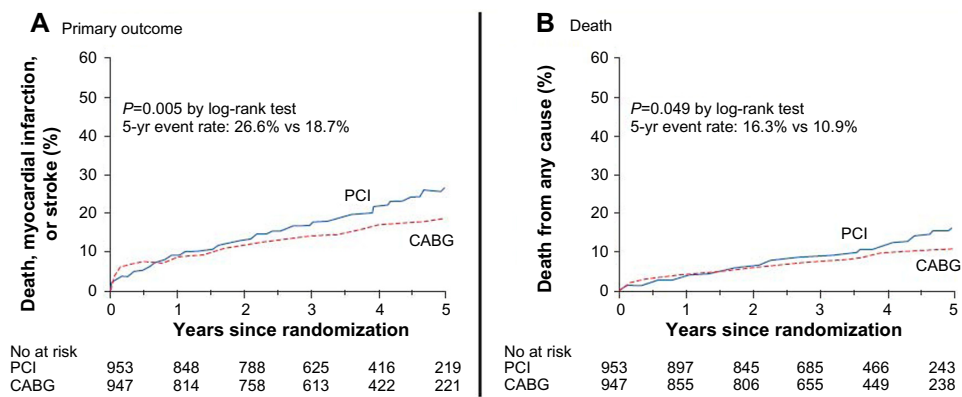 A Primary outcome
Death, myocardial infarction,
or stroke (%)
60
50
40
30
20
10
0
P=0.005 by log-rank test
5-yr event rate: 26.6% vs 18.7%
PCI
CABG
0 1 2 3 4 5
Years since randomization
No at risk
PCI 953 848 788 625 416 219
CABG 947 814 758 613 422 221
B Death
Death from any cause (%)
60
50
40
30
20
10
0
P=0.049 by log-rank test
5-yr event rate: 16.3% vs 10.9%
PCI
CABG
0 1 2 3 4 5
Years since randomization
No at risk
PCI 953 897 845 685 466 243
CABG 947 855 806 655 449 238